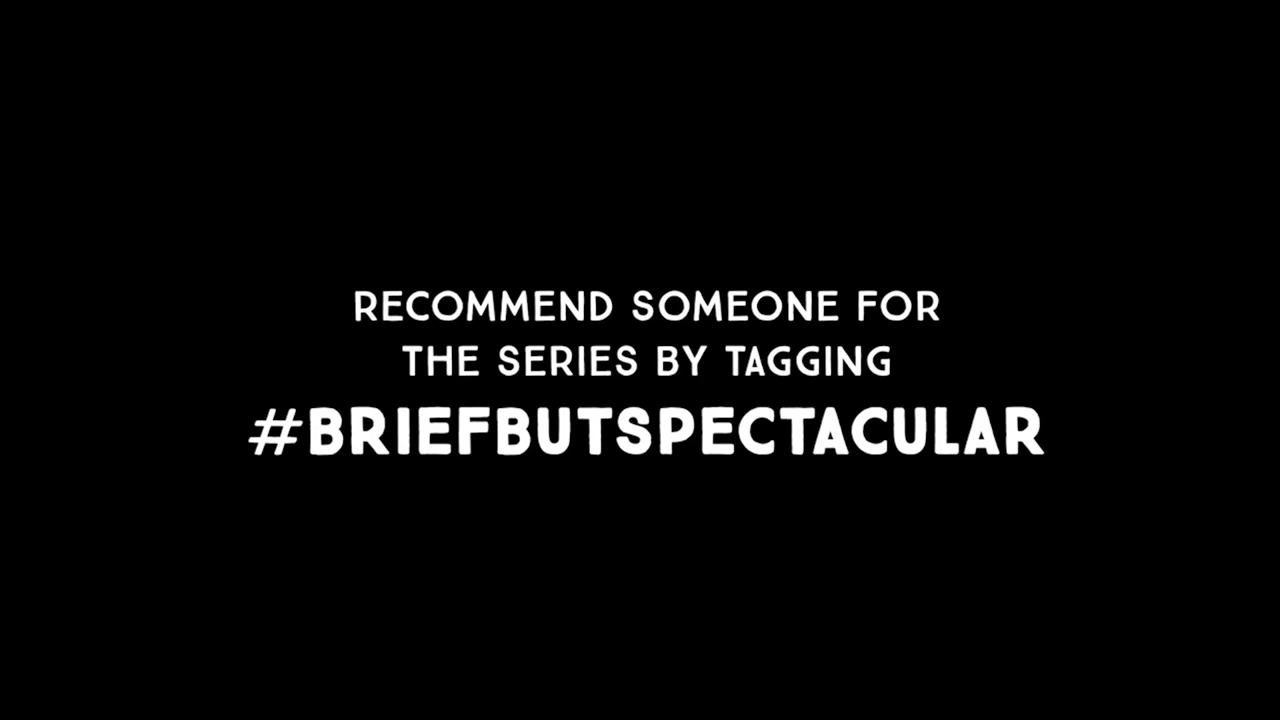 RECOMMEND SOMEONE FOR
THE SERIES BY TAGGING
#BRIEFBUTSPECTACULAR